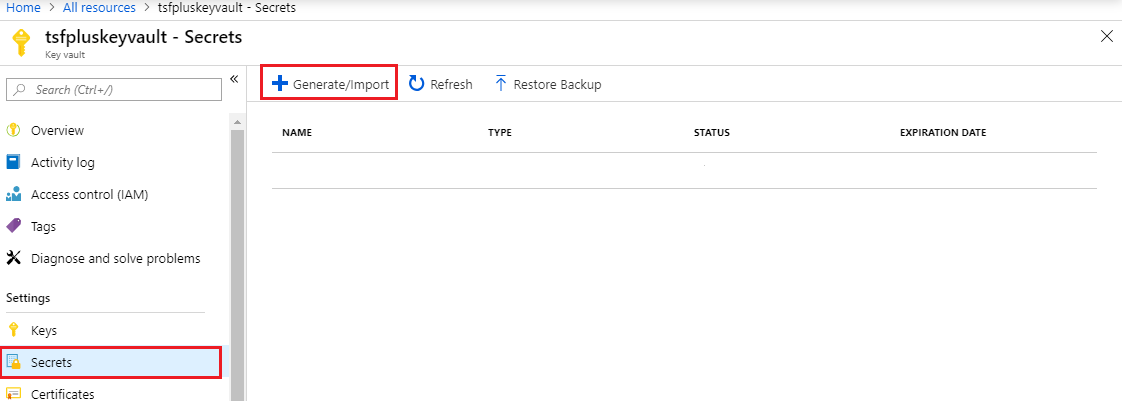 Home > All resources > tsfpluskeyvault - Secrets
tsfpluskeyvault - Secrets
Key vault
Search (Ctrl+/)
«
Generate/Import Refresh Restore Backup
Overview
Activity log
Access control (IAM)
Tags
Diagnose and solve problems
Settings
Keys
Secrets
Certificates
NAME TYPE STATUS EXPIRATION DATE